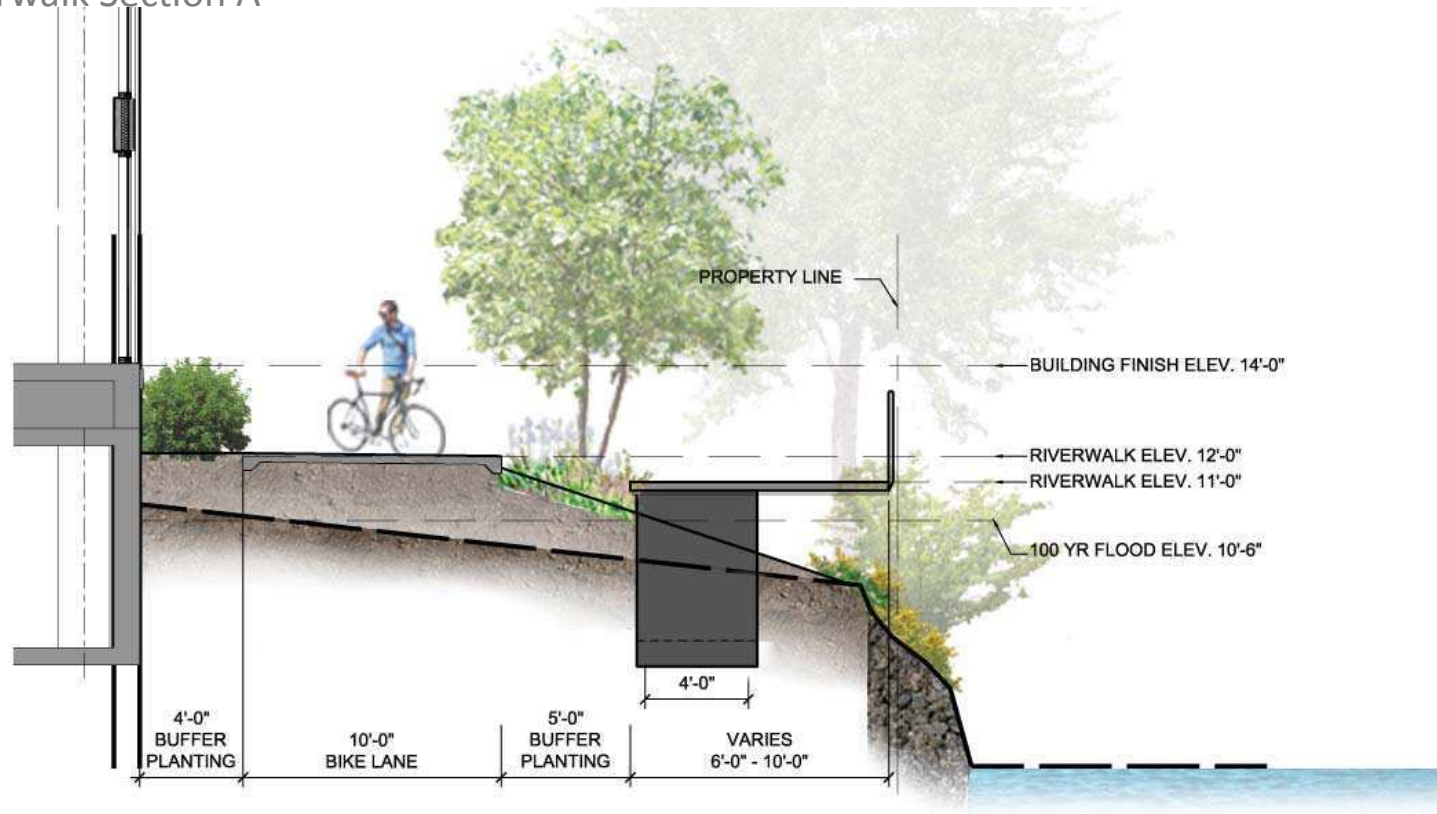 walk Section A
PROPERTY LINE
BUILDING FINISH ELEV. 14'-0"
RIVERWALK ELEV. 12'-0"
RIVERWALK ELEV. 11'-0"
100 YR FLOOD ELEV. 10'-6"
4'-0"
4'-0"
BUFFER
PLANTING
10'-0"
BIKE LANE
5'-0"
BUFFER
PLANTING
VARIES
6'-0" - 10'-0"